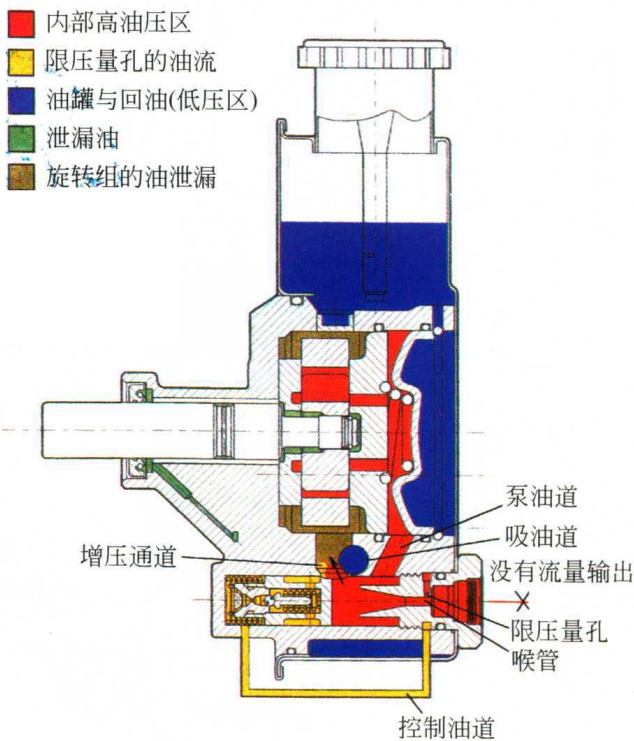 内部高油压区
限压量孔的油流
油罐与回油(低压区)
泄漏油
旋转组的油泄漏
泵油道
吸油道
增压通道
没有流量输出
限压量孔
喉管
控制油道